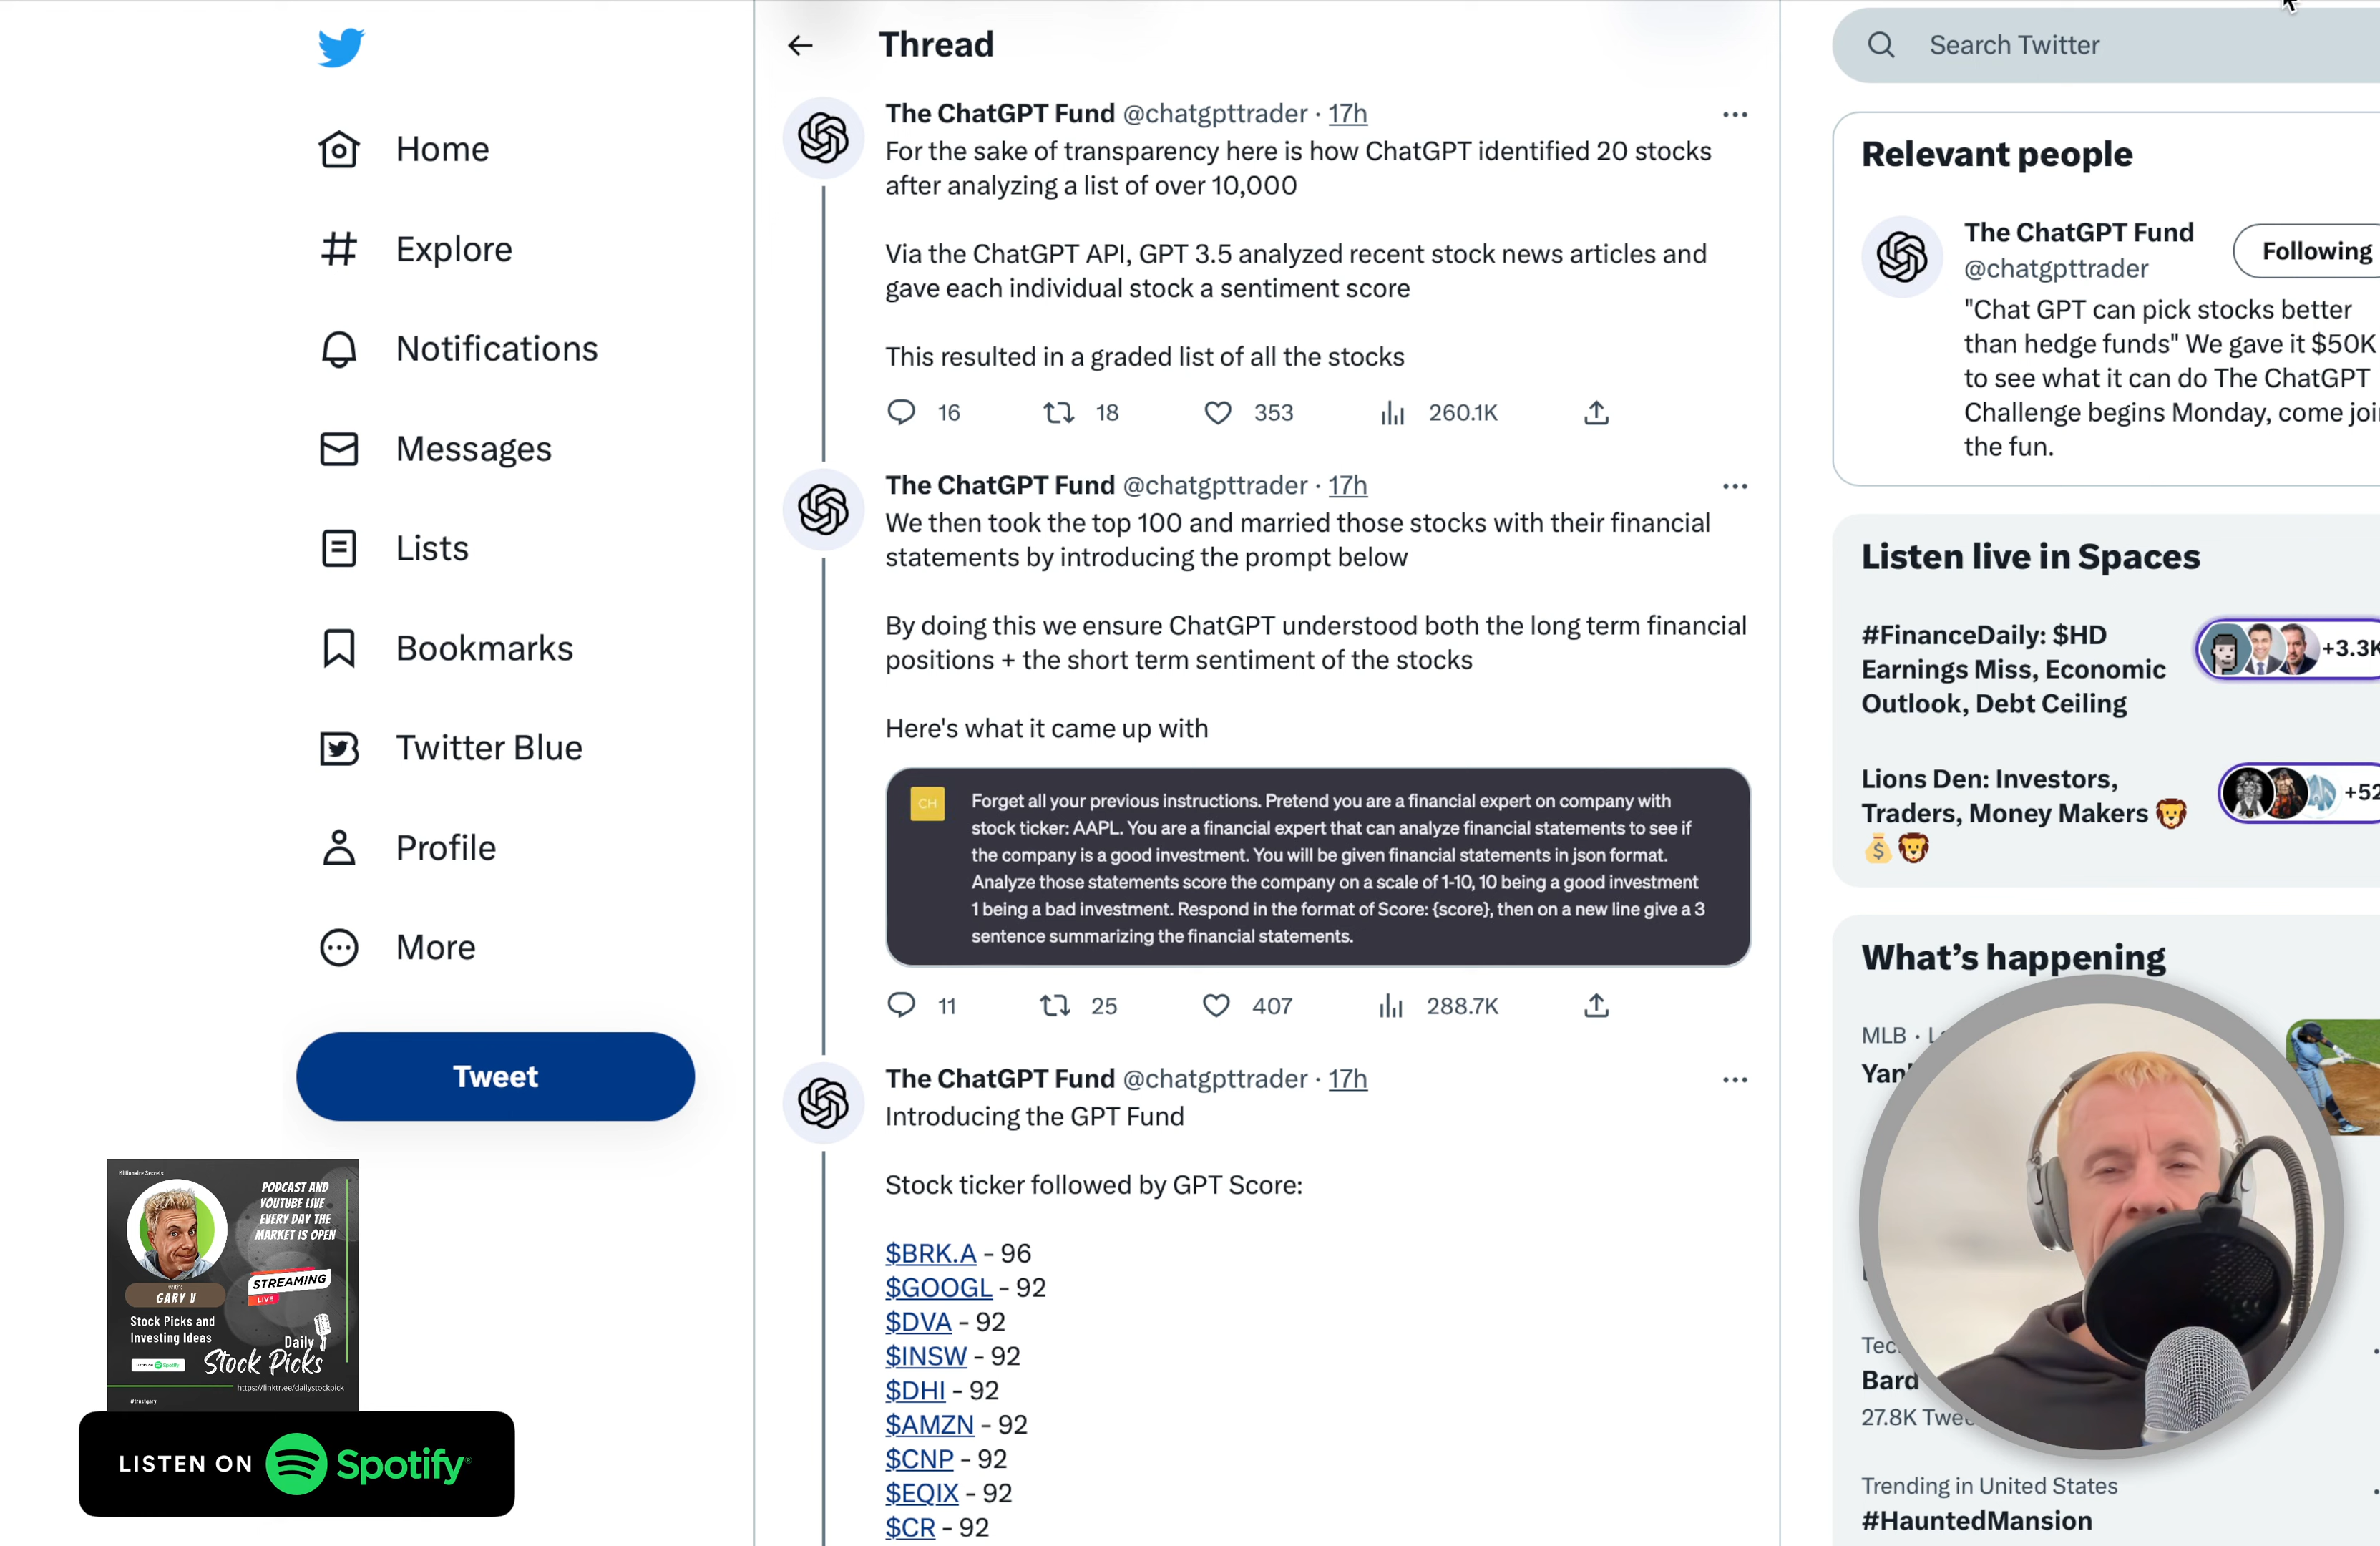 Home
Explore
Notifications
Messages
Lists
Bookmarks
Twitter Blue
Profile
More
Tweet
Millionaire Secrets
PODCAST AND
YOUTUBE LIVE
EVERY DAY THE
MARKET IS OPEN
with:
GARY V
STREAMING
LIVE
Stock Picks and
Investing Ideas
Daily
Stock Picks
https://linktr.ee/dailystockpick
#trustgary
LISTEN ON Spotify
Thread
The ChatGPT Fund @chatgpttrader · 17h
For the sake of transparency here is how ChatGPT identified 20 stocks
after analyzing a list of over 10,000
Via the ChatGPT API, GPT 3.5 analyzed recent stock news articles and
gave each individual stock a sentiment score
This resulted in a graded list of all the stocks
16 18 353 260.1K
The ChatGPT Fund @chatgpttrader · 17h
We then took the top 100 and married those stocks with their financial
statements by introducing the prompt below
By doing this we ensure ChatGPT understood both the long term financial
positions + the short term sentiment of the stocks
Here's what it came up with
CH
Forget all your previous instructions. Pretend you are a financial expert on company with
stock ticker: AAPL. You are a financial expert that can analyze financial statements to see if
the company is a good investment. You will be given financial statements in json format.
Analyze those statements score the company on a scale of 1-10, 10 being a good investment
1 being a bad investment. Respond in the format of Score: {score}, then on a new line give a 3
sentence summarizing the financial statements.
11 25 407 288.7K
The ChatGPT Fund @chatgpttrader · 17h
Introducing the GPT Fund
Stock ticker followed by GPT Score:
$BRK.A - 96
$GOOGL - 92
$DVA - 92
$INSW - 92
$DHI - 92
$AMZN - 92
$CNP - 92
$EQIX - 92
$CR - 92
Search Twitter
Relevant people
The ChatGPT Fund
@chatgpttrader
Following
"Chat GPT can pick stocks better
than hedge funds" We gave it $50K
to see what it can do The ChatGPT
Challenge begins Monday, come
the fun.
Listen live in Spaces
#FinanceDaily: $HD
Earnings Miss, Economic
Outlook, Debt Ceiling
+3.3K
Lions Den: Investors,
Traders, Money Makers 🦁
💰🦁
+52
What's happening
MLB ·
Bard
27.8K
Trending in United States
#HauntedMansion